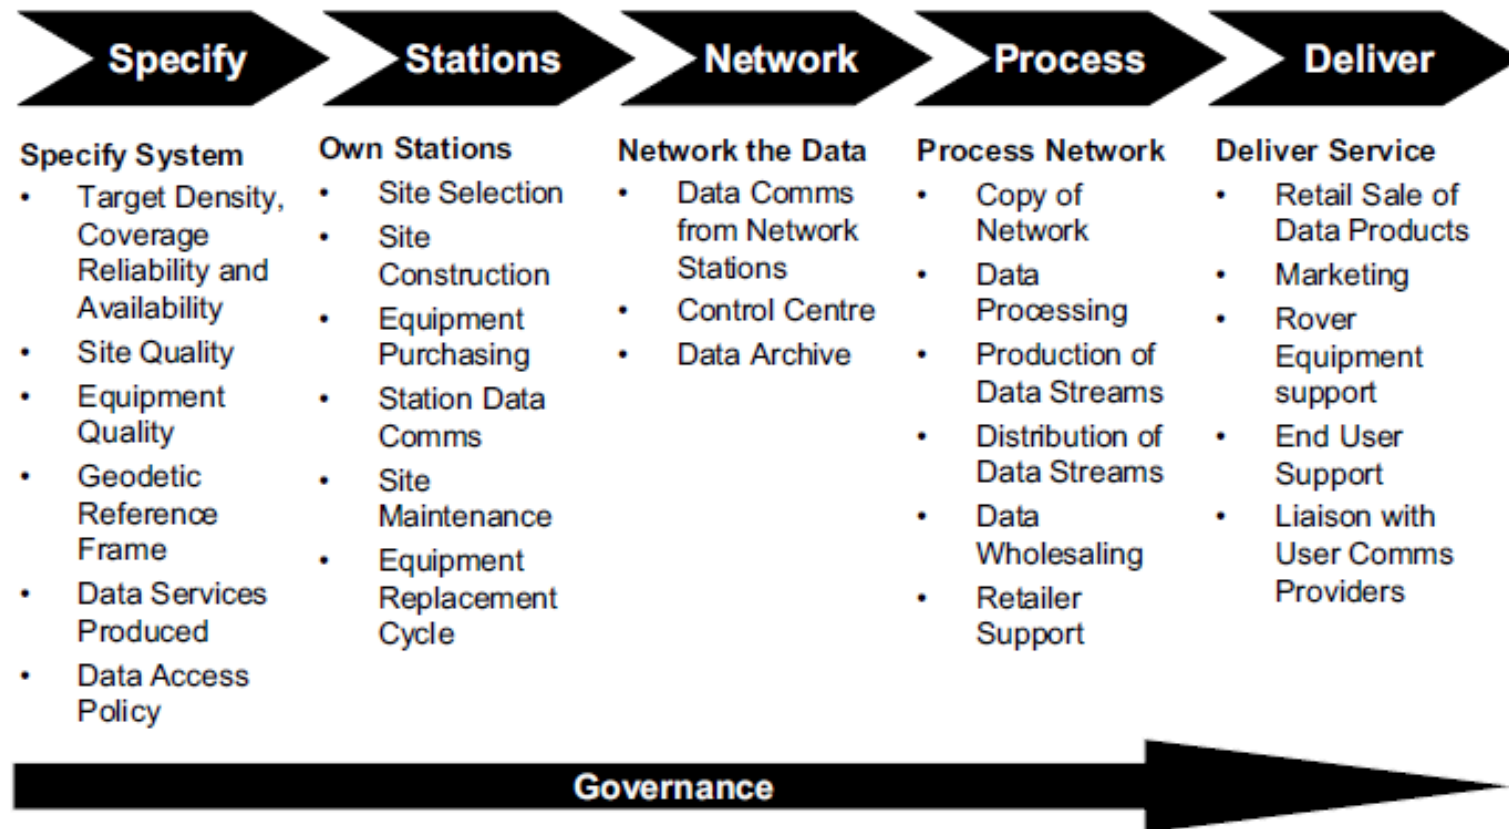 Specify
Stations
Network
Process
Deliver
Specify System
• Target Density,
Coverage
Reliability and
Availability
• Site Quality
• Equipment
Quality
• Geodetic
Reference
Frame
• Data Services
Produced
• Data Access
Policy
Own Stations
• Site Selection
• Site
Construction
• Equipment
Purchasing
• Station Data
Comms
• Site
Maintenance
• Equipment
Replacement
Cycle
Network the Data
• Data Comms
from Network
Stations
• Control Centre
• Data Archive
Process Network
• Copy of
Network
• Data
Processing
• Production of
Data Streams
• Distribution of
Data Streams
• Data
Wholesaling
• Retailer
Support
Deliver Service
• Retail Sale of
Data Products
• Marketing
• Rover
Equipment
support
• End User
Support
• Liaison with
User Comms
Providers
Governance